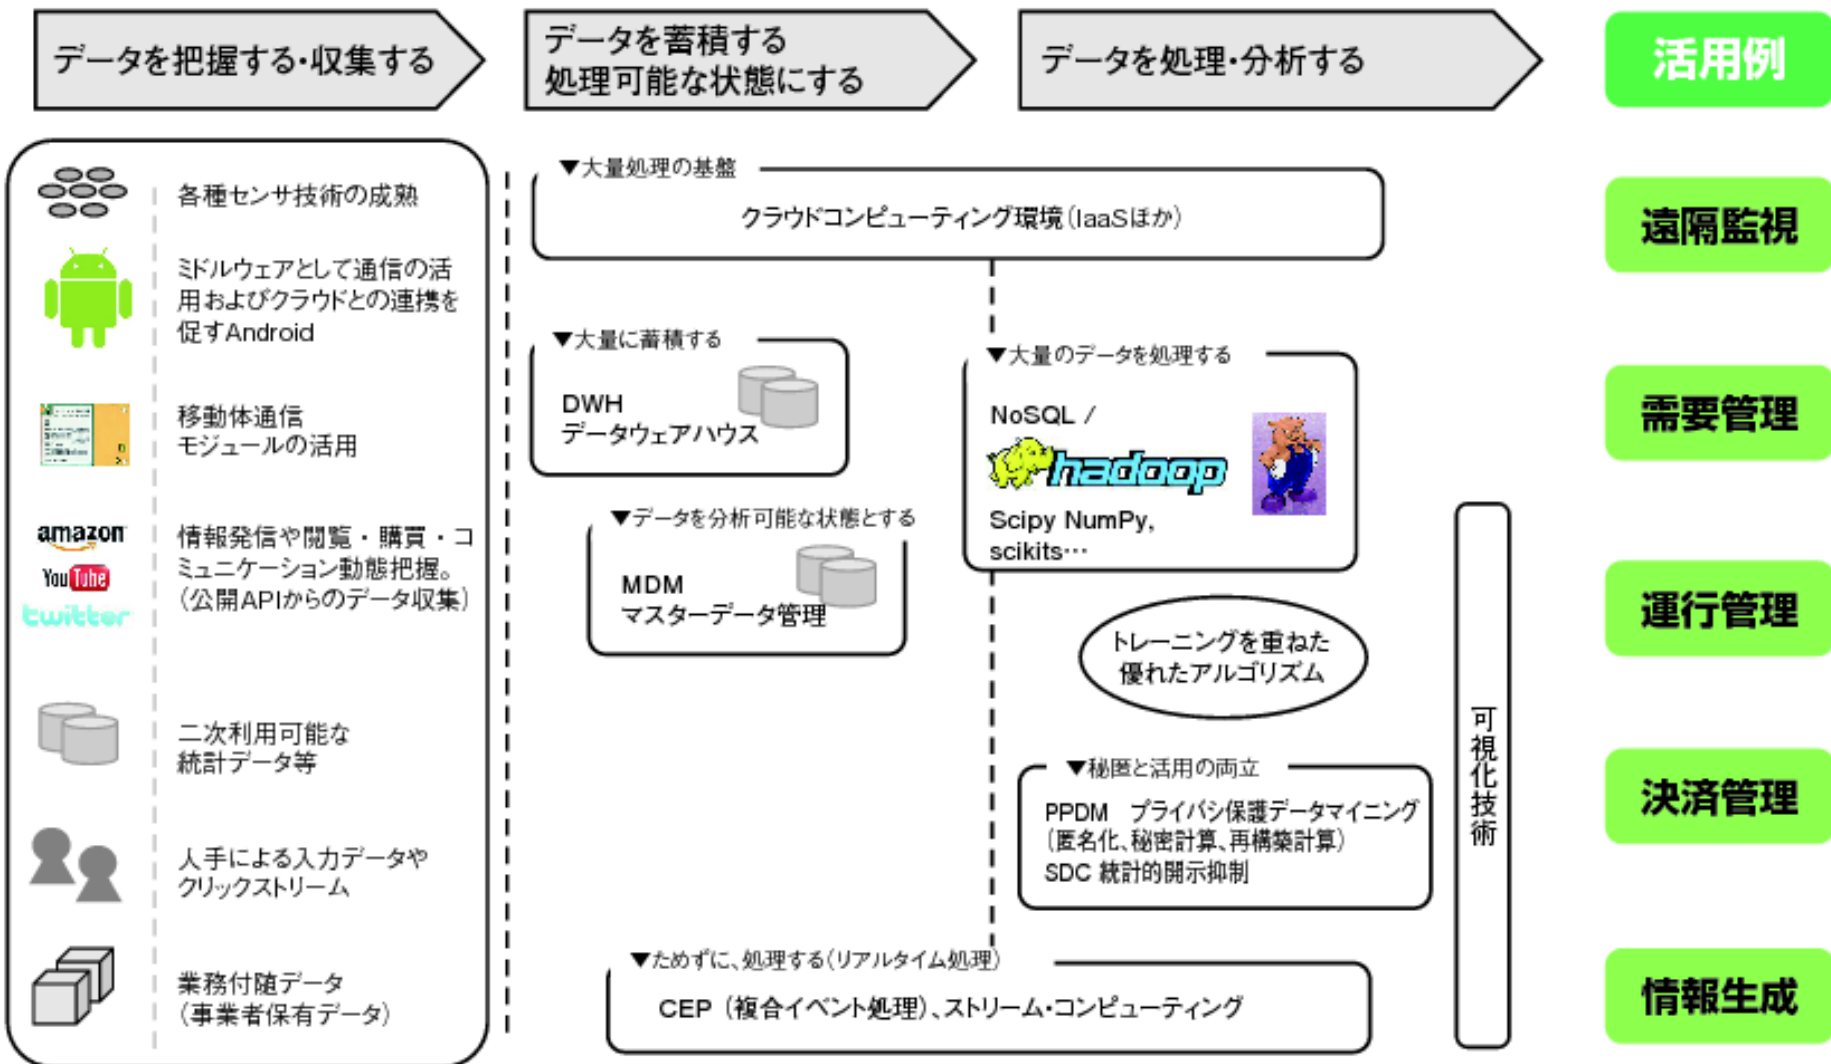 データを把握する・収集する
データを蓄積する
処理可能な状態にする
データを処理・分析する
活用例
各種センサ技術の成熟
ミドルウェアとして通信の活
用およびクラウドとの連携を
促すAndroid
移動体通信
モジュールの活用
amazon
YouTube
twitter
情報発信や閲覧・購買・コ
ミュニケーション動態把握。
（公開APIからのデータ収集）
二次利用可能な
統計データ等
人手による入力データや
クリックストリーム
業務付随データ
（事業者保有データ）
▼大量処理の基盤
クラウドコンピューティング環境（IaaSほか）
▼大量に蓄積する
DWH
データウェアハウス
▼データを分析可能な状態とする
MDM
マスターデータ管理
▼大量のデータを処理する
NoSQL /
hadoop
Scipy NumPy,
scikits…
トレーニングを重ねた
優れたアルゴリズム
▼秘匿と活用の両立
PPDM　プライバシ保護データマイニング
（匿名化、秘密計算、再構築計算）
SDC 統計的開示抑制
▼ためずに、処理する（リアルタイム処理）
CEP（複合イベント処理）、ストリーム・コンピューティング
可視化技術
遠隔監視
需要管理
運行管理
決済管理
情報生成